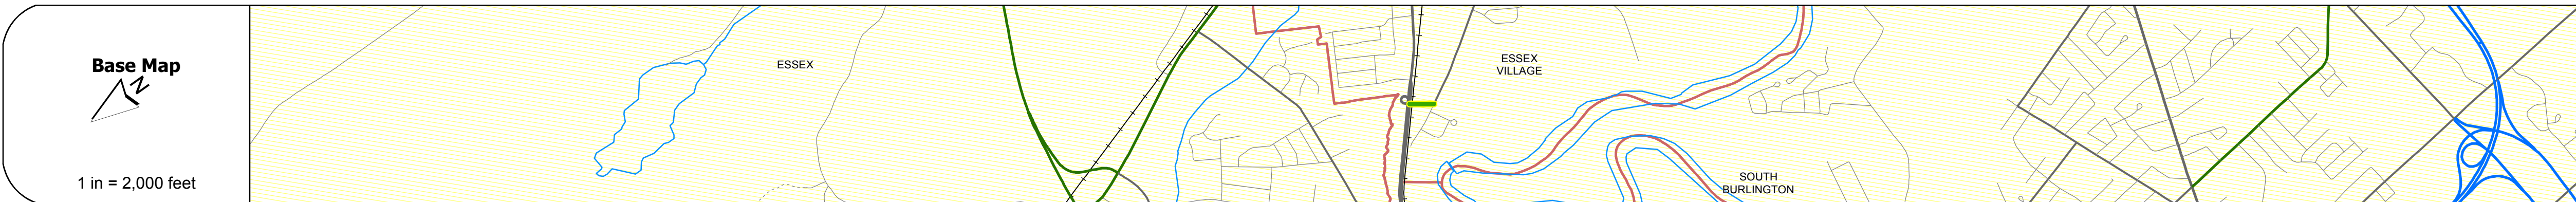 Base Map
N
1 in = 2,000 feet
ESSEX
ESSEX
VILLAGE
SOUTH
BURLINGTON